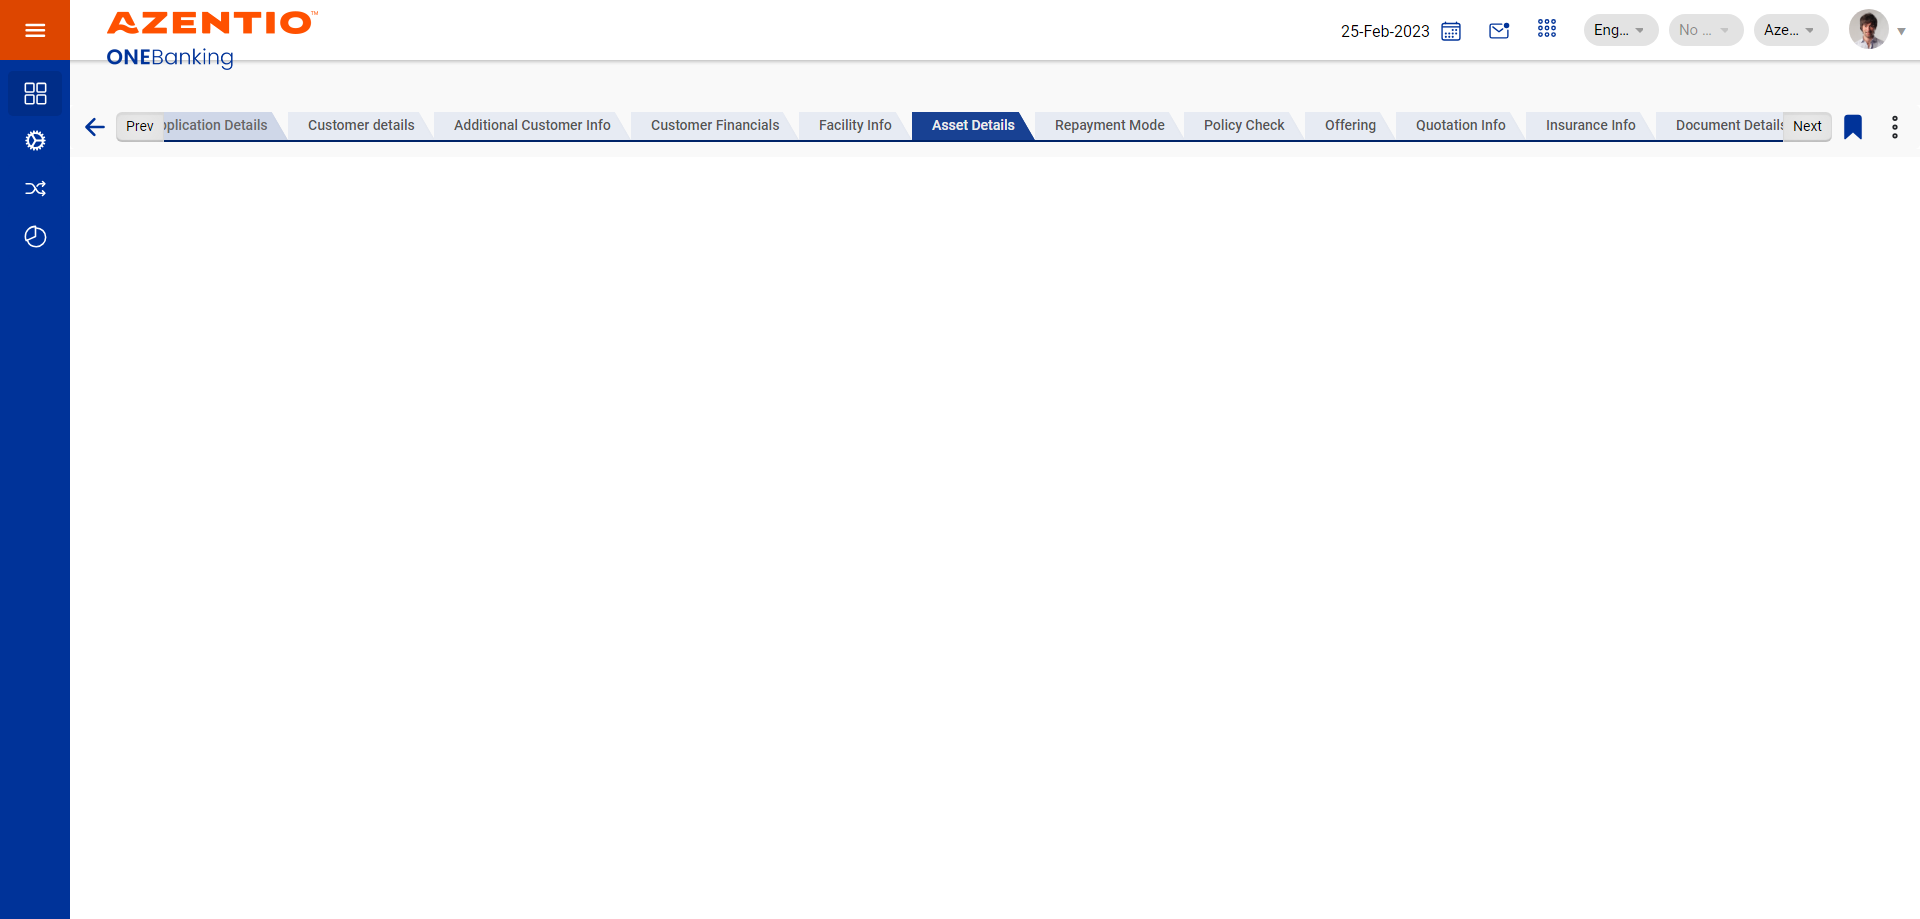 AZENTIO™
ONEBanking
25-Feb-2023
Eng...
No ...
Aze...
Prev
plication Details
Customer details
Additional Customer Info
Customer Financials
Facility Info
Asset Details
Repayment Mode
Policy Check
Offering
Quotation Info
Insurance Info
Document Details
Next